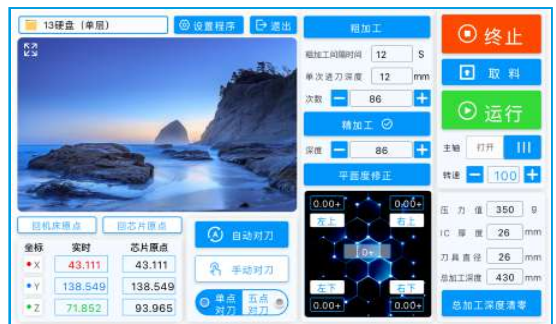 13硬盘（单层）
设置程序
退出
粗加工
终止
粗加工间隔时间 12 S
单次进刀深度 12 mm
取料
次数 86
精加工
运行
深度 86
主轴 打开
平面度修正
转速 100
0.00+ 0.00+
左上 右上
0+
左下 右下
0.00+ 0.00+
回机床原点 回芯片原点
坐标 实时 芯片原点
X 43.111 43.111
Y 138.549 138.549
Z 71.852 93.965
自动对刀
手动对刀
单点对刀 五点对刀
压力值 350 g
IC厚度 26 mm
刀具直径 26 mm
总加工深度 430 mm
总加工深度清零